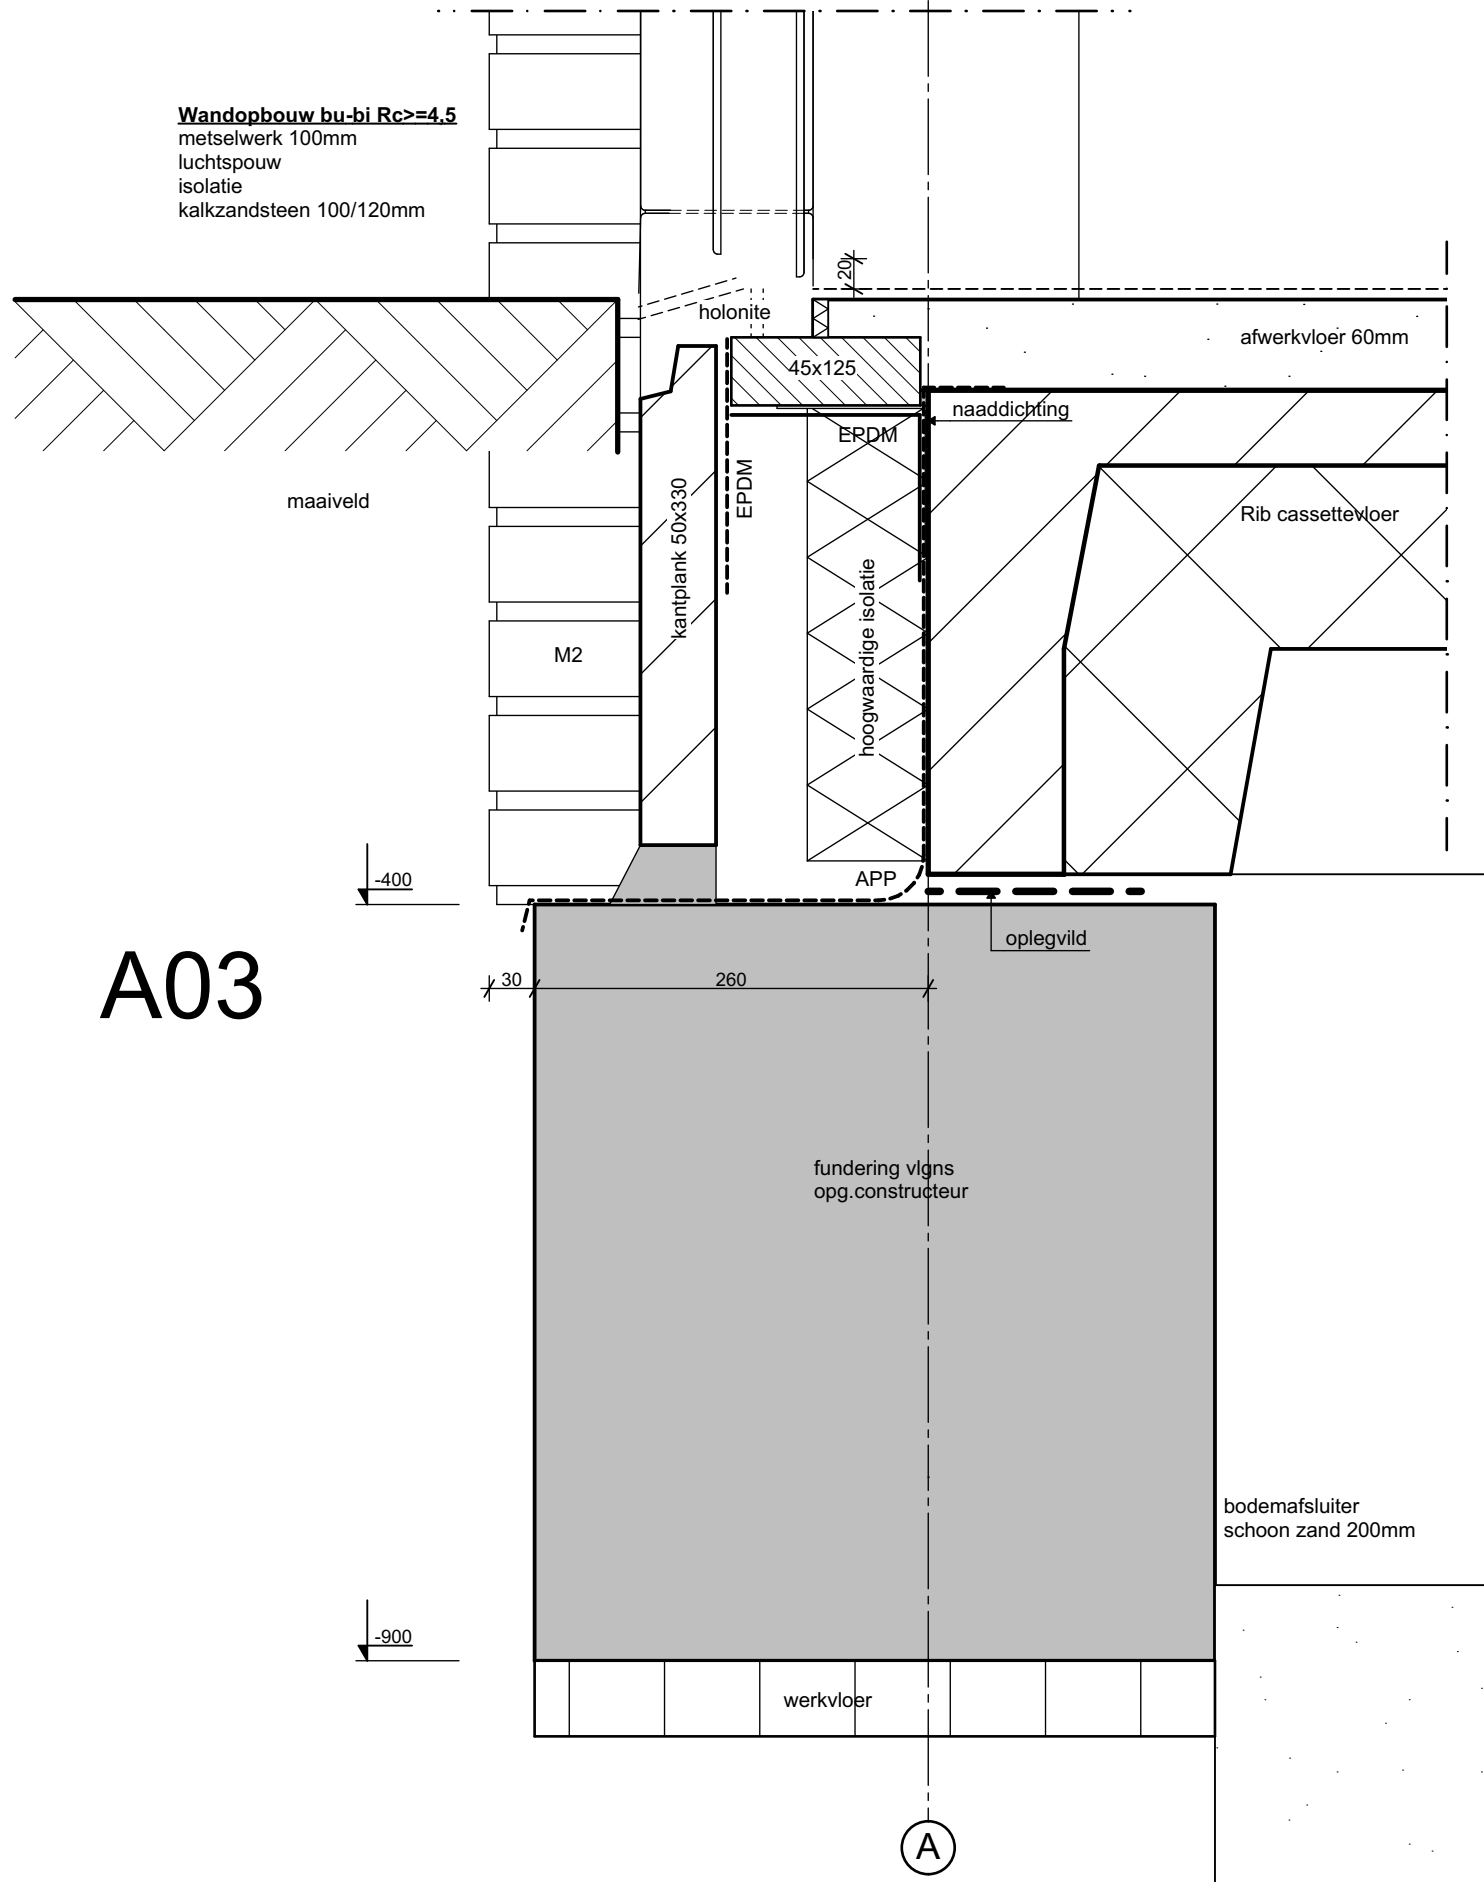 Wandopbouw bu-bi Rc>=4,5
metselwerk 100mm
luchtspouw
isolatie
kalkzandsteen 100/120mm
20
holonite
afwerkvloer 60mm
45x125
naaddichting
EPDM
EPDM
maaiveld
kantplank 50x330
Rib cassettevloer
hoogwaardige isolatie
M2
-400
APP
oplegvild
A03
30
260
fundering vlgns
opg.constructeur
bodemafsluiter
schoon zand 200mm
-900
werkvloer
A